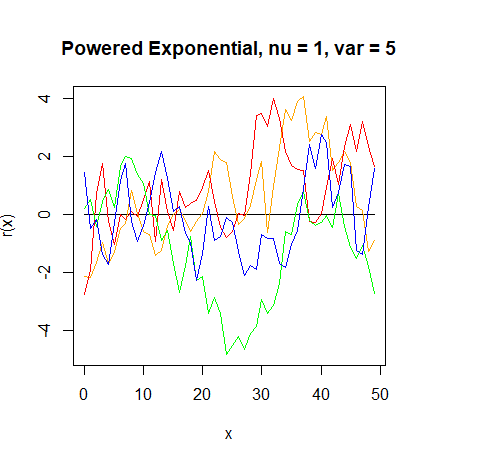 Powered Exponential, nu = 1, var = 5
4
2
0
-2
-4
r(x)
0 10 20 30 40 50
x